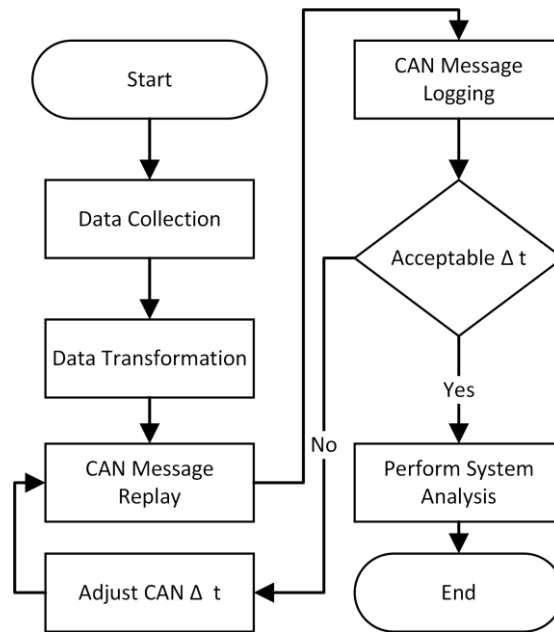 Start
Data Collection
Data Transformation
CAN Message
Replay
Adjust CAN Δ t
CAN Message
Logging
Acceptable Δ t
Yes
No
Perform System
Analysis
End